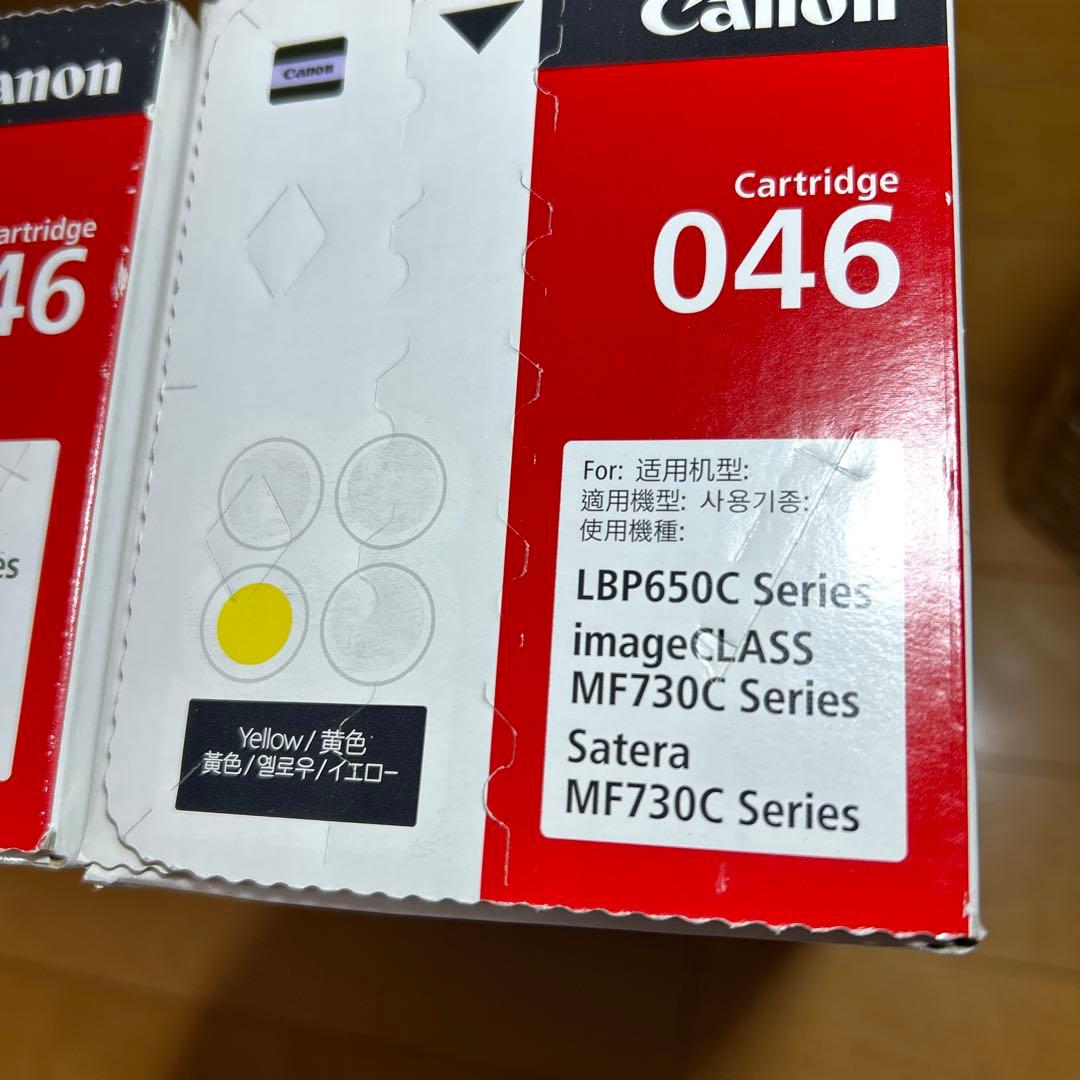 anon
artridge
46
es
Canon
Canon
Cartridge
046
For: 适用机型:
適用機型: 사용기종:
使用機種:
LBP650C Series
imageCLASS
MF730C Series
Satera
MF730C Series
Yellow/黄色
黃色/옐로우/イエロー